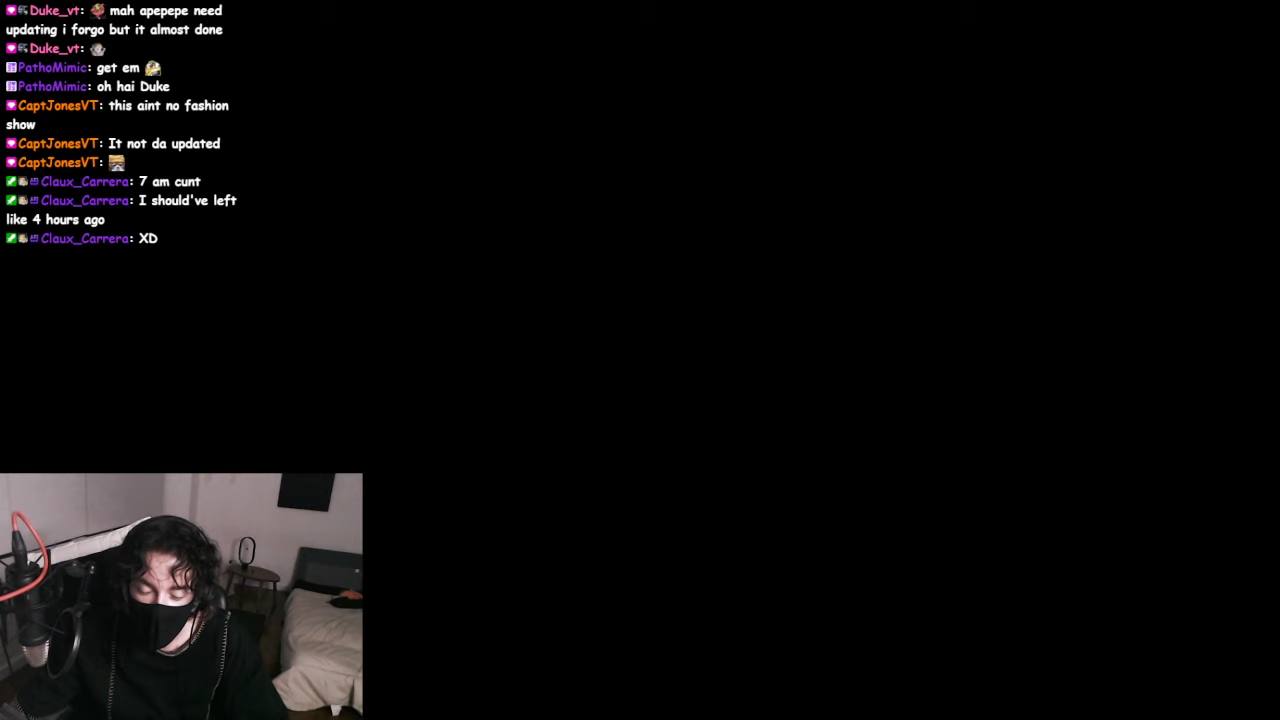 Duke_vt: mah apepepe need
updating i forgo but it almost done
Duke_vt:
PathoMimic: get em
PathoMimic: oh hai Duke
CaptJonesVT: this aint no fashion
show
CaptJonesVT: It not da updated
CaptJonesVT:
Claux_Carrera: 7 am cunt
Claux_Carrera: I should've left
like 4 hours ago
Claux_Carrera: XD